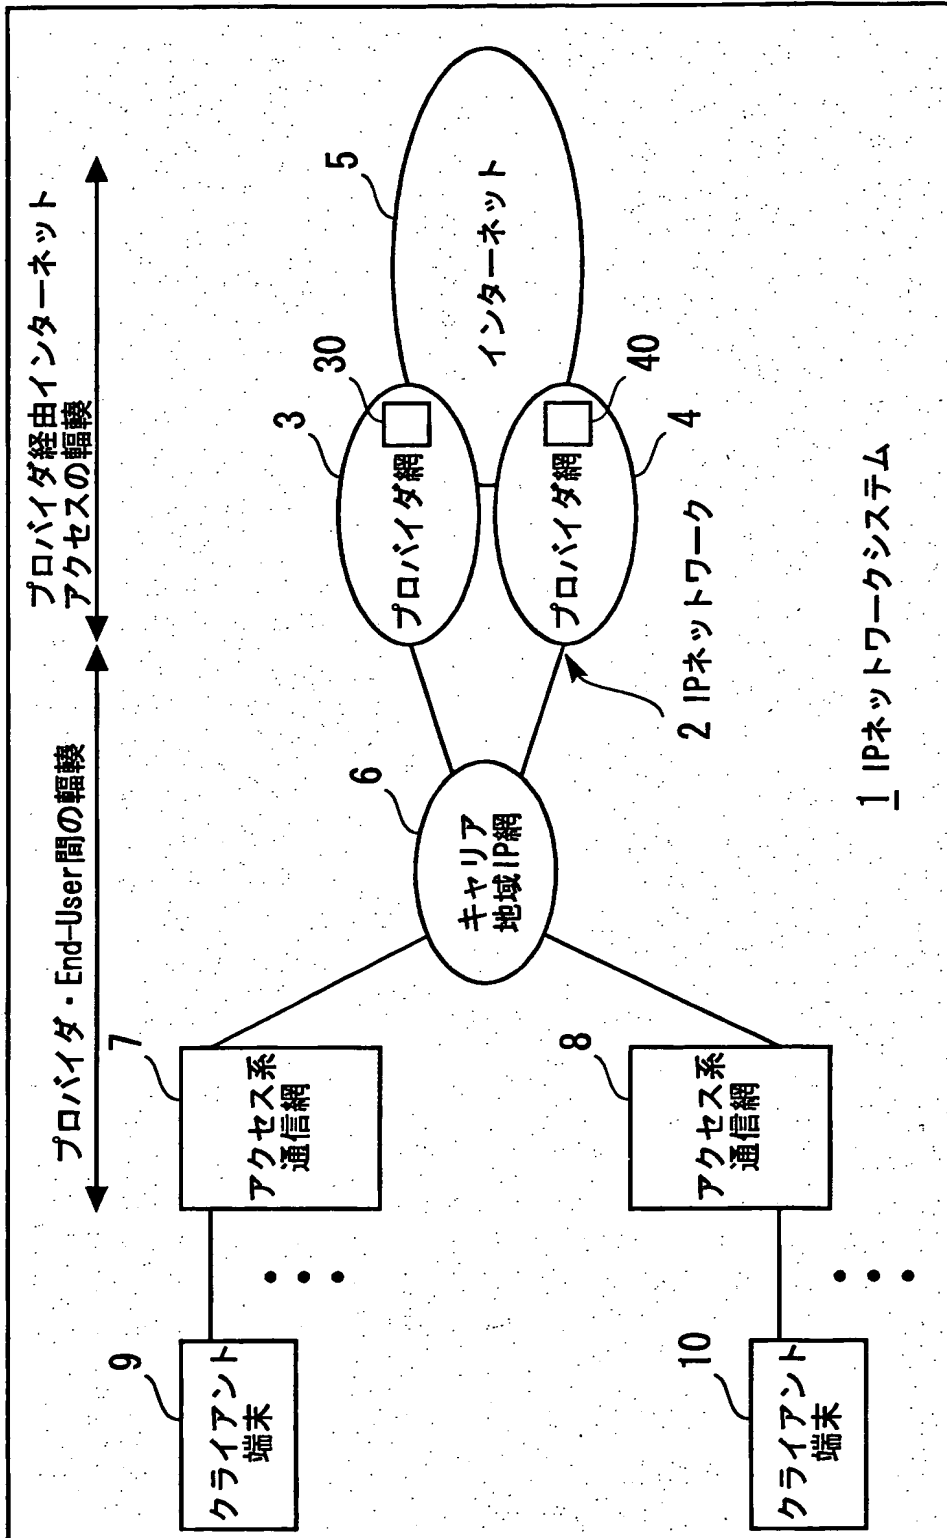 プロバイダ・End-User間の輻輳
プロバイダ経由インターネット
アクセスの輻輳
9
クライアント
端末
7
アクセス系
通信網
6
キャリア
地域IP網
3
プロバイダ網
30
5
インターネット
プロバイダ網
40
4
2 IPネットワーク
8
アクセス系
通信網
10
クライアント
端末
1 IPネットワークシステム